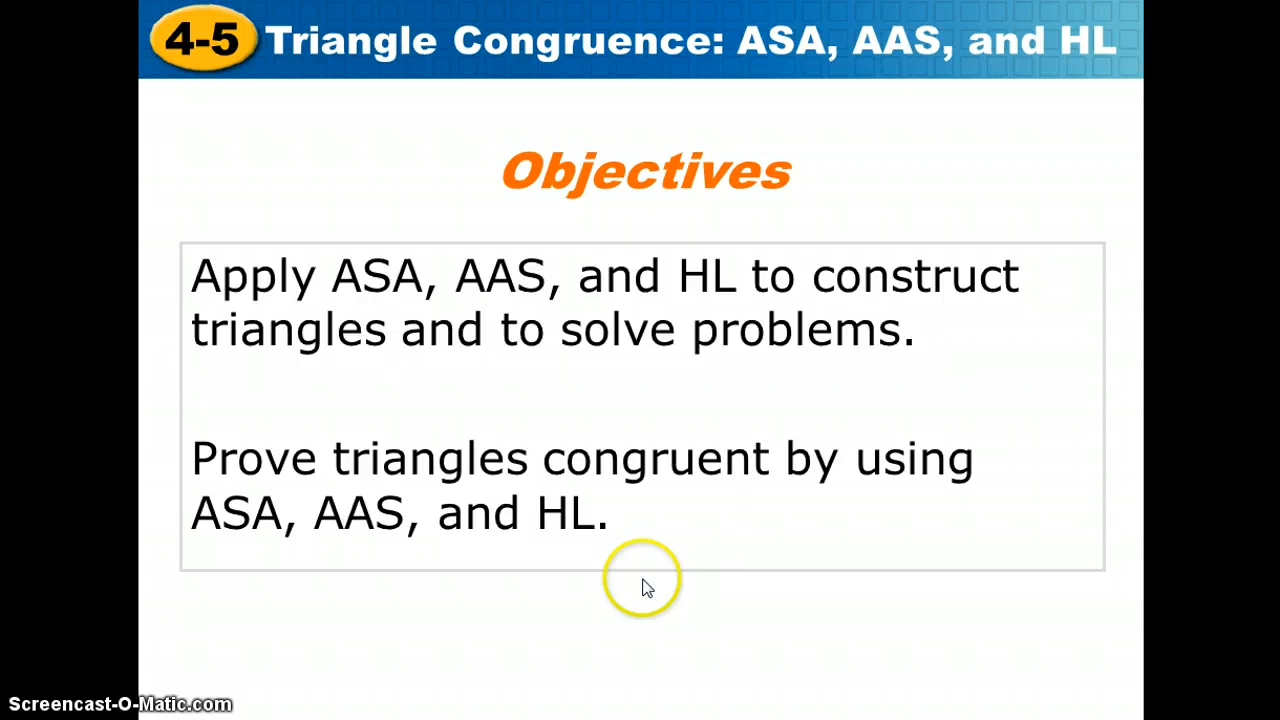 4-5 Triangle Congruence: ASA, AAS, and HL
Objectives
Apply ASA, AAS, and HL to construct
triangles and to solve problems.
Prove triangles congruent by using
ASA, AAS, and HL.
Screencast-O-Matic.com